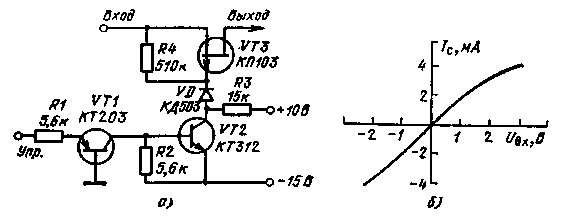 Вход
Выход
R4
510к
VT3
КП103
VD
КД503
R3
15к
+10В
R1
5,6к
VT1
КТ203
VT2
КТ312
Упр.
R2
5,6к
-15В
а)
Iс, мА
4
2
-2
-1
1
2
Uвх, В
-2
-4
б)